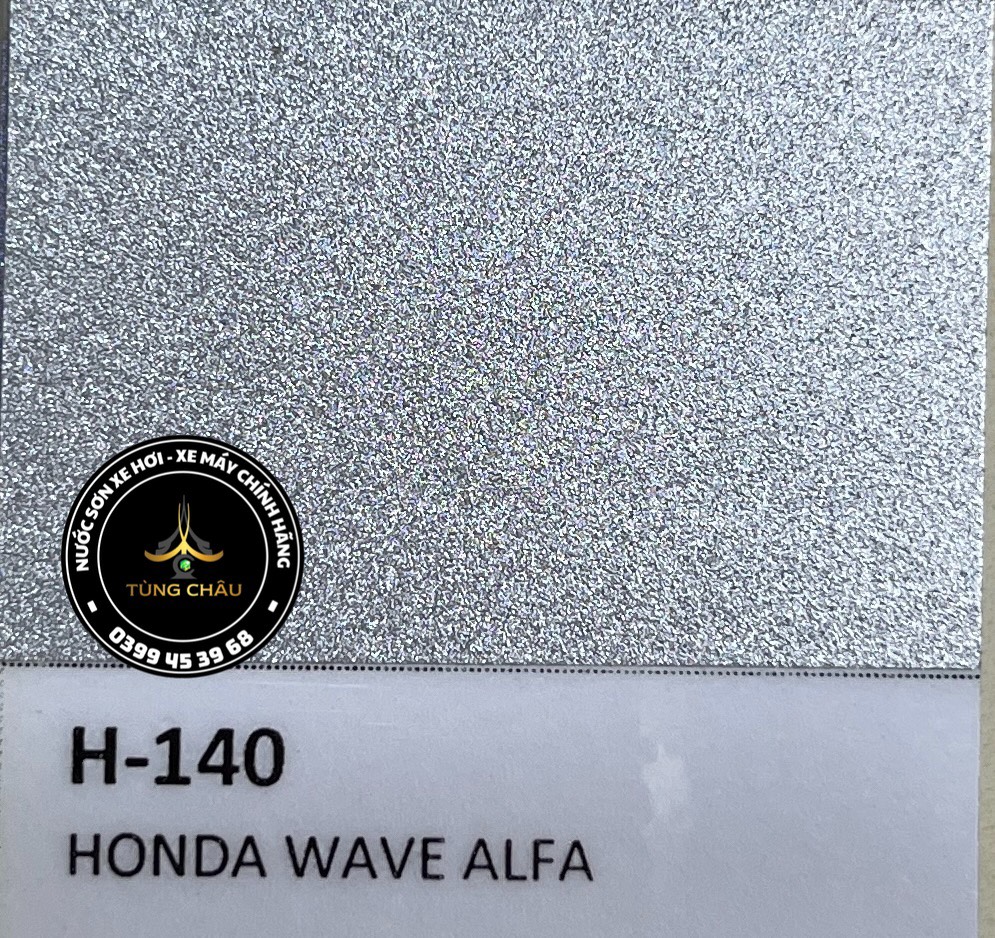 NƯỚC SƠN XE HƠI - XE MÁY CHÍNH HÃNG
TÙNG CHÂU
0399 45 39 68
H-140
HONDA WAVE ALFA